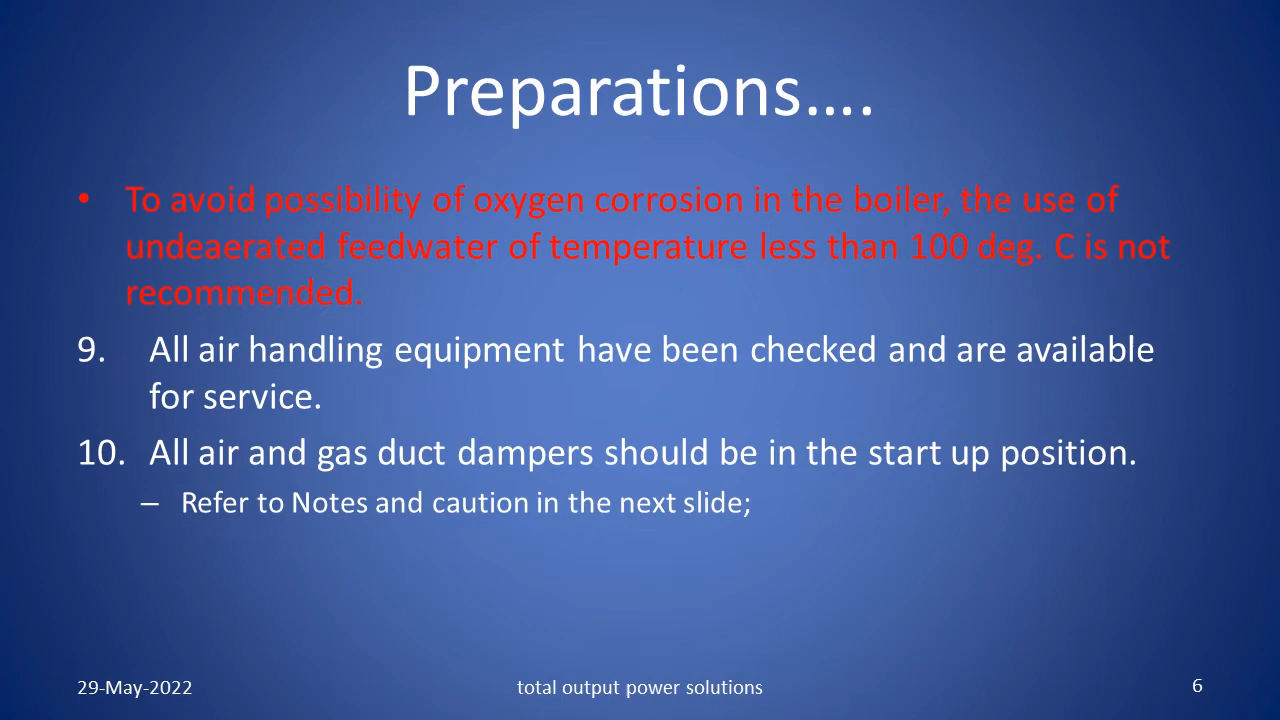 Preparations….
• To avoid possibility of oxygen corrosion in the boiler, the use of
undeaerated feedwater of temperature less than 100 deg. C is not
recommended.
9. All air handling equipment have been checked and are available
for service.
10. All air and gas duct dampers should be in the start up position.
– Refer to Notes and caution in the next slide;
29-May-2022
total output power solutions
6